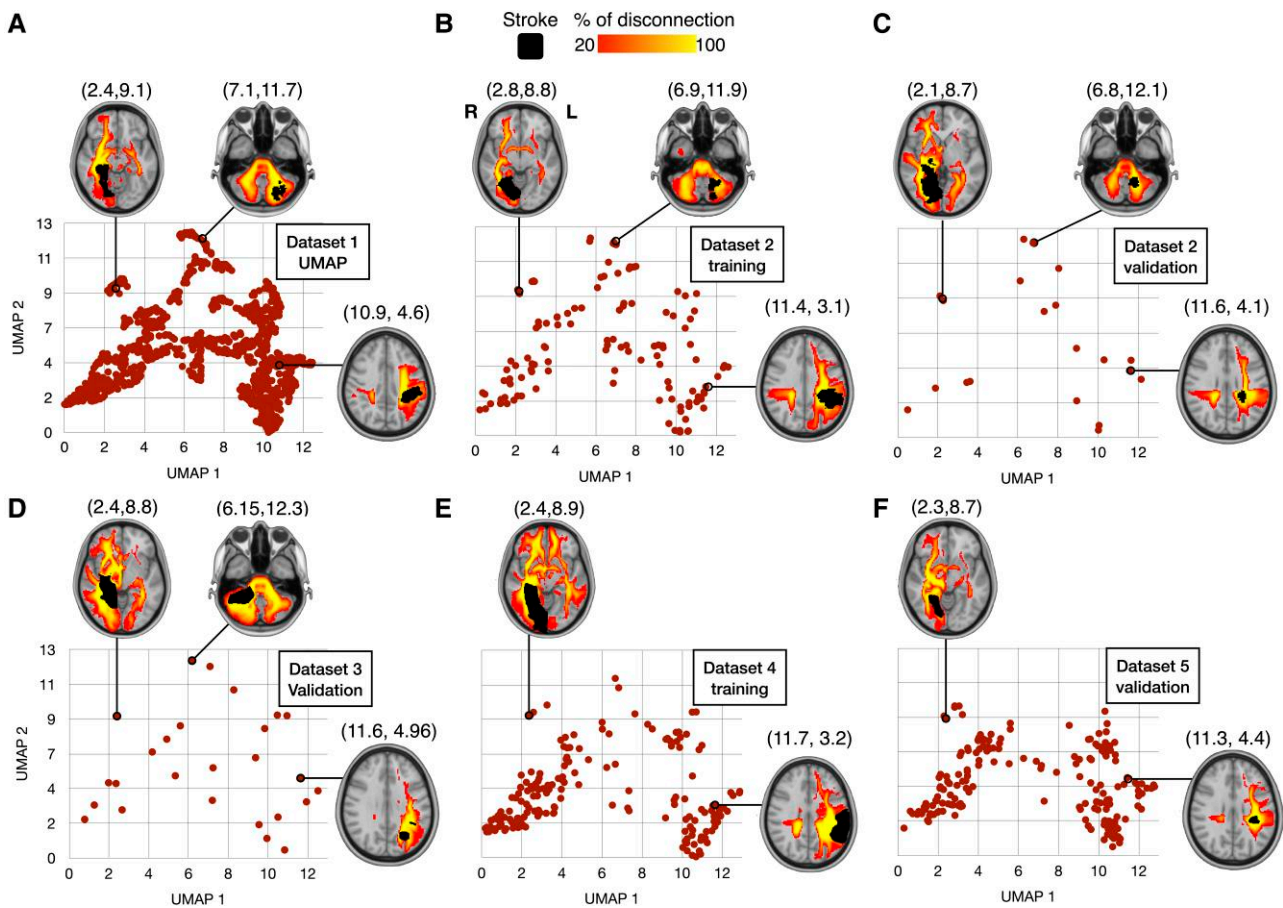 Stroke
% of disconnection
20
100
A
(2.4,9.1)
(7.1,11.7)
Dataset 1
UMAP
(10.9, 4.6)
UMAP 2
13
11
9
7
4
2
0
0 2 4 6 8 10 12
UMAP 1
B
(2.8,8.8)
(6.9,11.9)
R
L
Dataset 2
training
(11.4, 3.1)
0 2 4 6 8 10 12
UMAP 1
C
(2.1,8.7)
(6.8,12.1)
Dataset 2
validation
(11.6, 4.1)
0 2 4 6 8 10 12
UMAP 1
D
(2.4,8.8)
(6.15,12.3)
Dataset 3
Validation
(11.6, 4.96)
UMAP 2
13
11
9
7
4
2
0
0 2 4 6 8 10 12
UMAP 1
E
(2.4,8.9)
Dataset 4
training
(11.7, 3.2)
0 2 4 6 8 10 12
UMAP 1
F
(2.3,8.7)
Dataset 5
validation
(11.3, 4.4)
0 2 4 6 8 10 12
UMAP 1